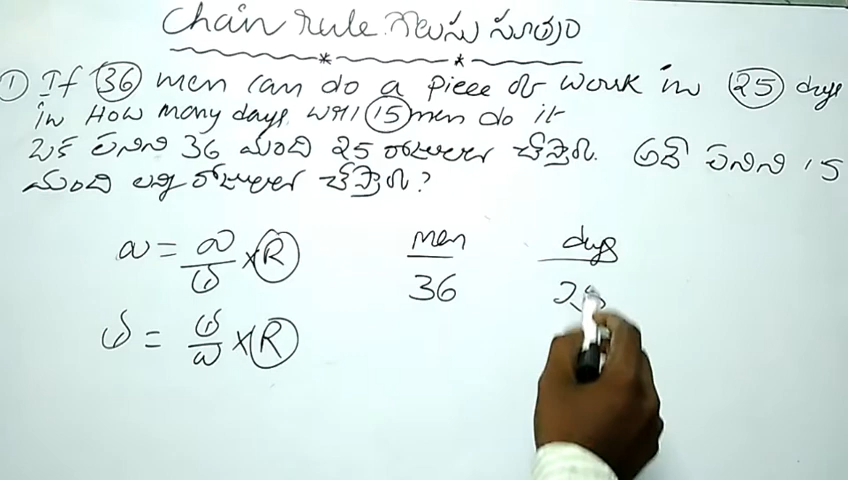 Chain rule. గొలుసు సూత్రం
① If 36 men can do a piece of work in 25 days
in How many days will 15 men do it
ఒక పనిని 36 మంది 25 రోజులలో చేస్తారు. అదే పనిని 15
మంది ఎన్ని రోజులలో చేస్తారు?
men days
36 25
× R
= × R